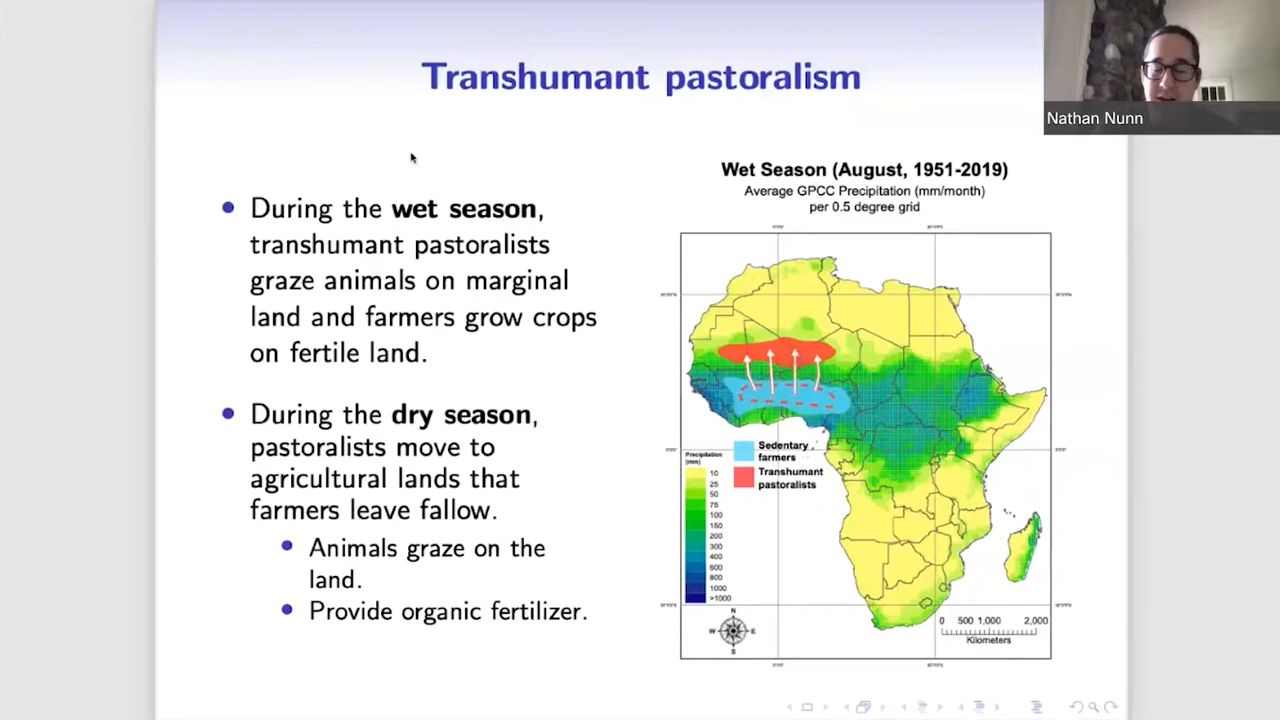 Transhumant pastoralism
Nathan Nunn
During the wet season,
transhumant pastoralists
graze animals on marginal
land and farmers grow crops
on fertile land.
During the dry season,
pastoralists move to
agricultural lands that
farmers leave fallow.
Animals graze on the
land.
Provide organic fertilizer.
Wet Season (August, 1951-2019)
Average GPCC Precipitation (mm/month)
per 0.5 degree grid
Sedentary
farmers
Transhumant
pastoralists
Precipitation
(mm)
10
25
50
75
100
150
200
300
400
600
800
1000
>1000
N
W E
S
0 500 1,000 2,000
Kilometers